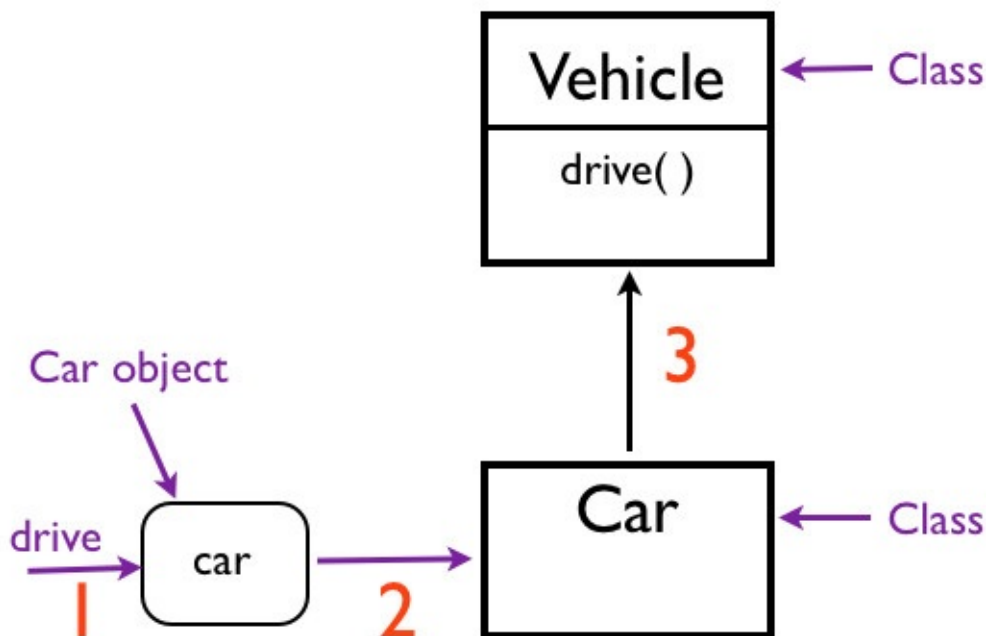 Vehicle
Class
drive( )
3
Car object
Car
Class
drive
car
1
2